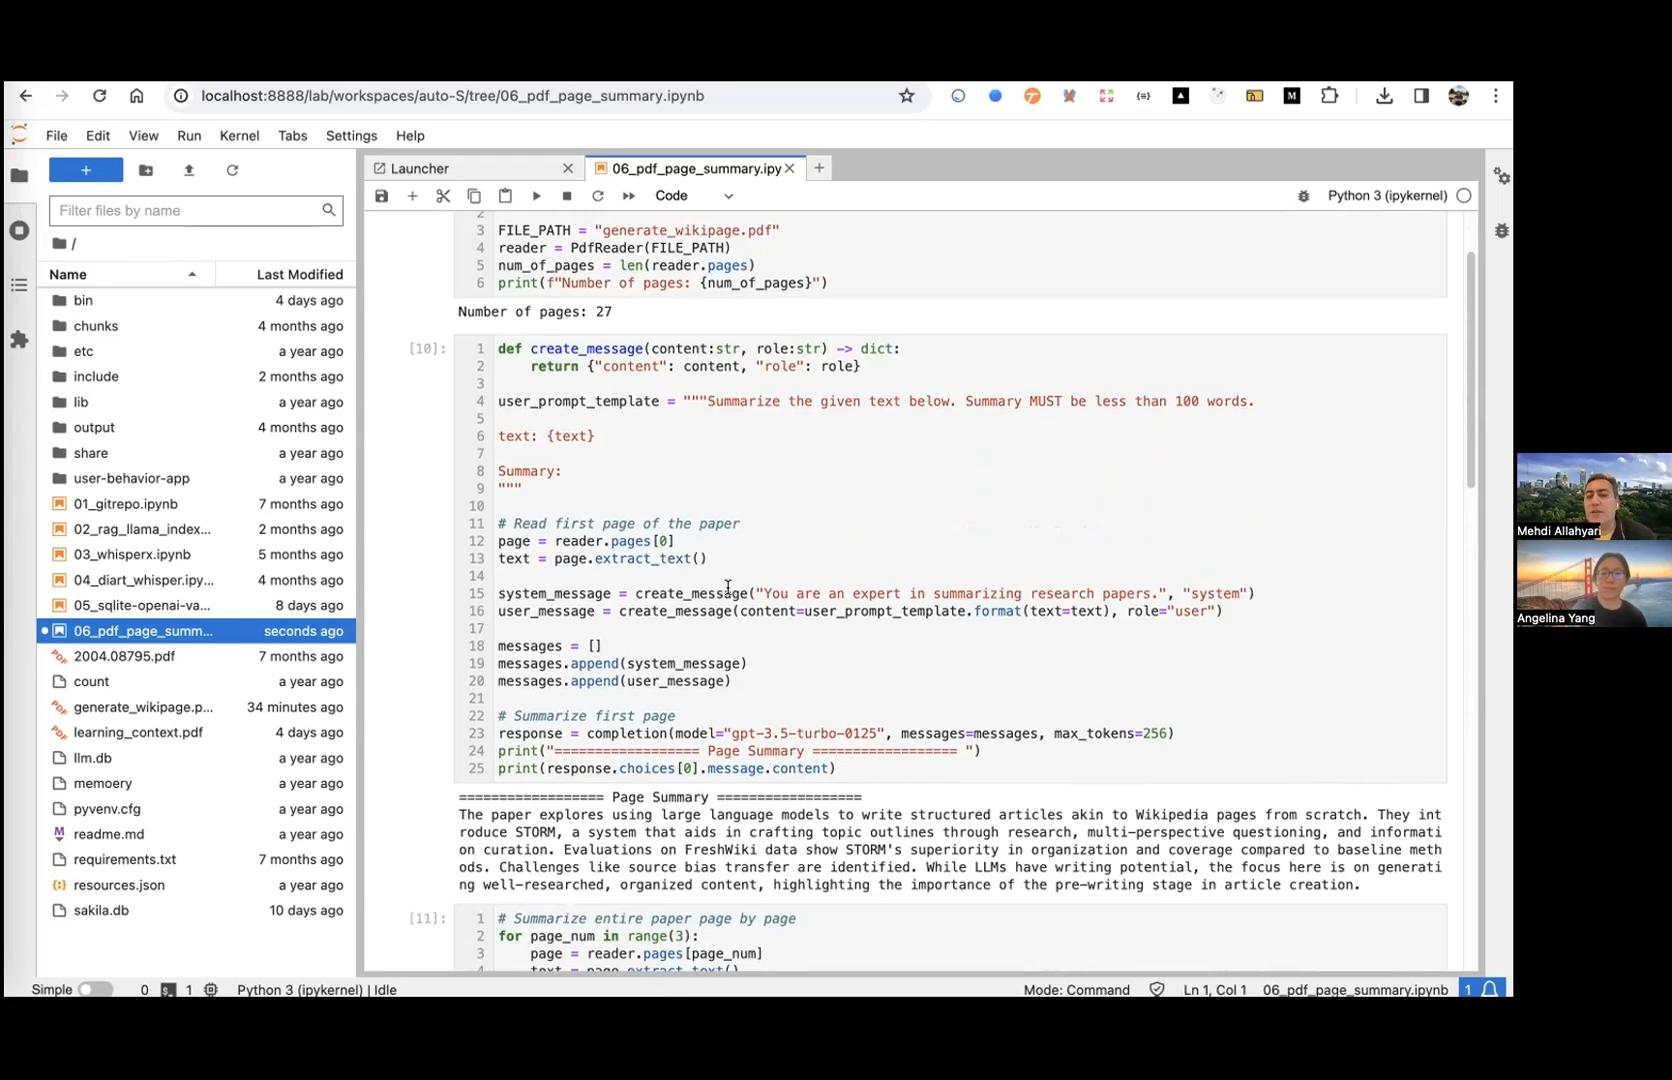 localhost:8888/lab/workspaces/auto-S/tree/06_pdf_page_summary.ipynb
File Edit View Run Kernel Tabs Settings Help
Launcher
06_pdf_page_summary.ipy
Filter files by name
Code
Python 3 (ipykernel)
/
Name Last Modified
bin 4 days ago
chunks 4 months ago
etc a year ago
include 2 months ago
lib a year ago
output 4 months ago
share a year ago
user-behavior-app a year ago
01_gitrepo.ipynb 7 months ago
02_rag_llama_index... 2 months ago
03_whisperx.ipynb 5 months ago
04_diart_whisper.ipy... 4 months ago
05_sqlite-openai-va... 8 days ago
06_pdf_page_summ... seconds ago
2004.08795.pdf 7 months ago
count a year ago
generate_wikipage.p... 34 minutes ago
learning_context.pdf 4 days ago
llm.db a year ago
memoery a year ago
pyvenv.cfg a year ago
readme.md a year ago
requirements.txt 7 months ago
resources.json a year ago
sakila.db 10 days ago
2
3 FILE_PATH = "generate_wikipage.pdf"
4 reader = PdfReader(FILE_PATH)
5 num_of_pages = len(reader.pages)
6 print(f"Number of pages: {num_of_pages}")
Number of pages: 27
[10]:
1 def create_message(content:str, role:str) -> dict:
2 return {"content": content, "role": role}
3
4 user_prompt_template = """Summarize the given text below. Summary MUST be less than 100 words.
5
6 text: {text}
7
8 Summary:
9 """
10
11 # Read first page of the paper
12 page = reader.pages[0]
13 text = page.extract_text()
14
15 system_message = create_message("You are an expert in summarizing research papers.", "system")
16 user_message = create_message(content=user_prompt_template.format(text=text), role="user")
17
18 messages = []
19 messages.append(system_message)
20 messages.append(user_message)
21
22 # Summarize first page
23 response = completion(model="gpt-3.5-turbo-0125", messages=messages, max_tokens=256)
24 print("================== Page Summary ================== ")
25 print(response.choices[0].message.content)
================== Page Summary ==================
The paper explores using large language models to write structured articles akin to Wikipedia pages from scratch. They int
roduce STORM, a system that aids in crafting topic outlines through research, multi-perspective questioning, and informati
on curation. Evaluations on FreshWiki data show STORM's superiority in organization and coverage compared to baseline meth
ods. Challenges like source bias transfer are identified. While LLMs have writing potential, the focus here is on generati
ng well-researched, organized content, highlighting the importance of the pre-writing stage in article creation.
[11]:
1 # Summarize entire paper page by page
2 for page_num in range(3):
3 page = reader.pages[page_num]
4 text = page.extract_text()
Mehdi Allahyari
Angelina Yang
Simple 0 1 Python 3 (ipykernel) | Idle
Mode: Command Ln 1, Col 1 06_pdf_page_summary.ipynb 1